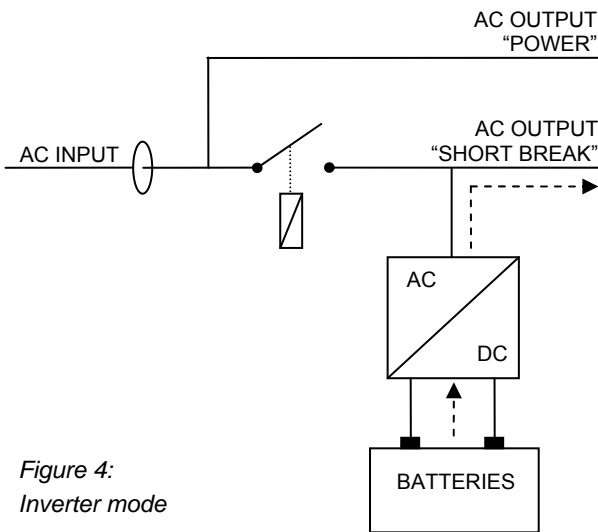 AC OUTPUT
“POWER”
AC INPUT
AC OUTPUT
“SHORT BREAK”
AC
DC
BATTERIES
Figure 4:
Inverter mode